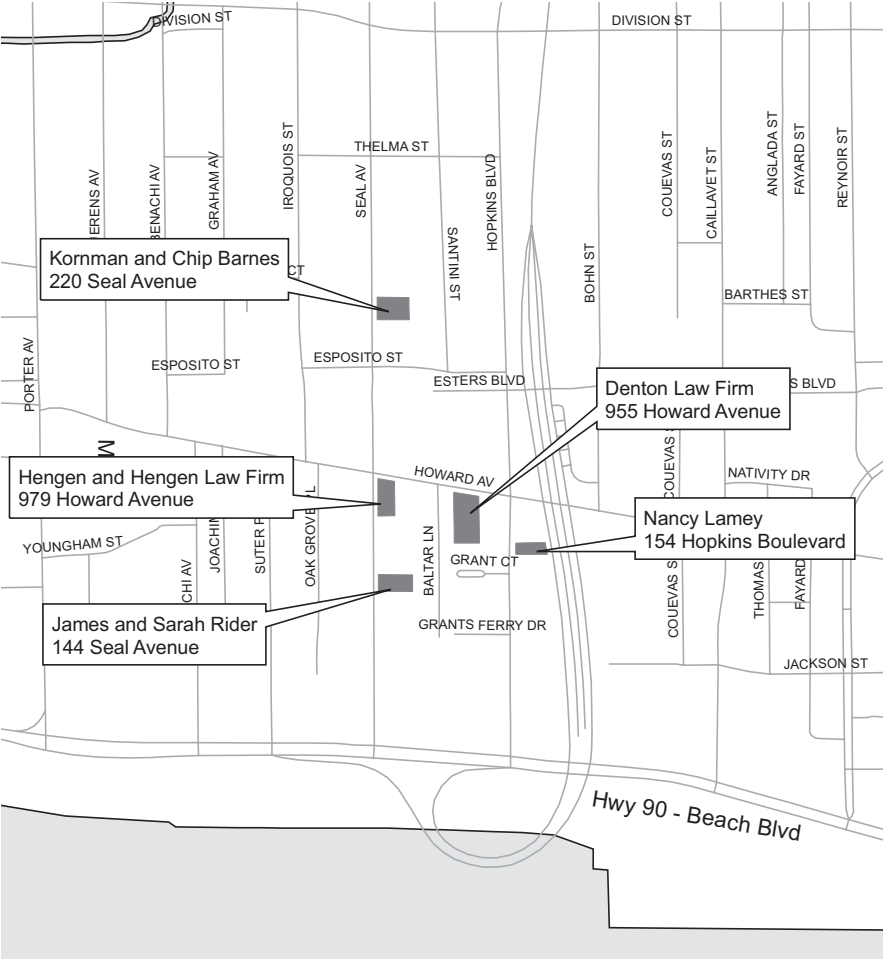 DIVISION ST
DIVISION ST
THELMA ST
IROQUOIS ST
SEAL AV
HOPKINS BLVD
SANTINI ST
GRAHAM AV
BENACHI AV
ERENS AV
COUEVAS ST
CAILLAVET ST
ANGLADA ST
FAYARD ST
REYNOIR ST
BOHN ST
BARTHES ST
Kornman and Chip Barnes
220 Seal Avenue
CT
PORTER AV
ESPOSITO ST
ESPOSITO ST
ESTERS BLVD
S BLVD
Denton Law Firm
955 Howard Avenue
M
COUEVAS S
HOWARD AV
NATIVITY DR
Hengen and Hengen Law Firm
979 Howard Avenue
Nancy Lamey
154 Hopkins Boulevard
YOUNGHAM ST
CHI AV
JOACHIM
SUTER P
OAK GROVE L
BALTAR LN
GRANT CT
COUEVAS S
THOMAS
FAYARD
James and Sarah Rider
144 Seal Avenue
GRANTS FERRY DR
JACKSON ST
Hwy 90 - Beach Blvd